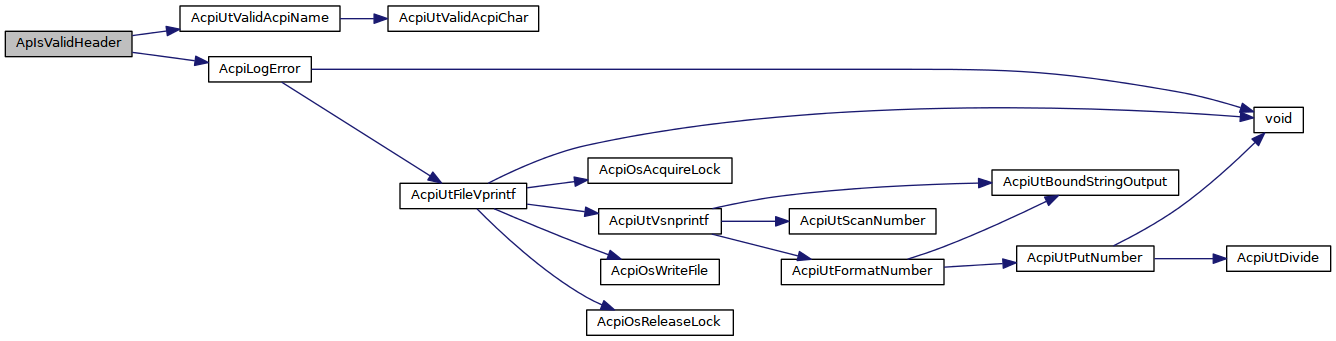 ApIsValidHeader
AcpiUtValidAcpiName
AcpiUtValidAcpiChar
AcpiLogError
void
AcpiUtFileVprintf
AcpiOsAcquireLock
AcpiUtVsnprintf
AcpiOsWriteFile
AcpiOsReleaseLock
AcpiUtBoundStringOutput
AcpiUtScanNumber
AcpiUtFormatNumber
AcpiUtPutNumber
AcpiUtDivide